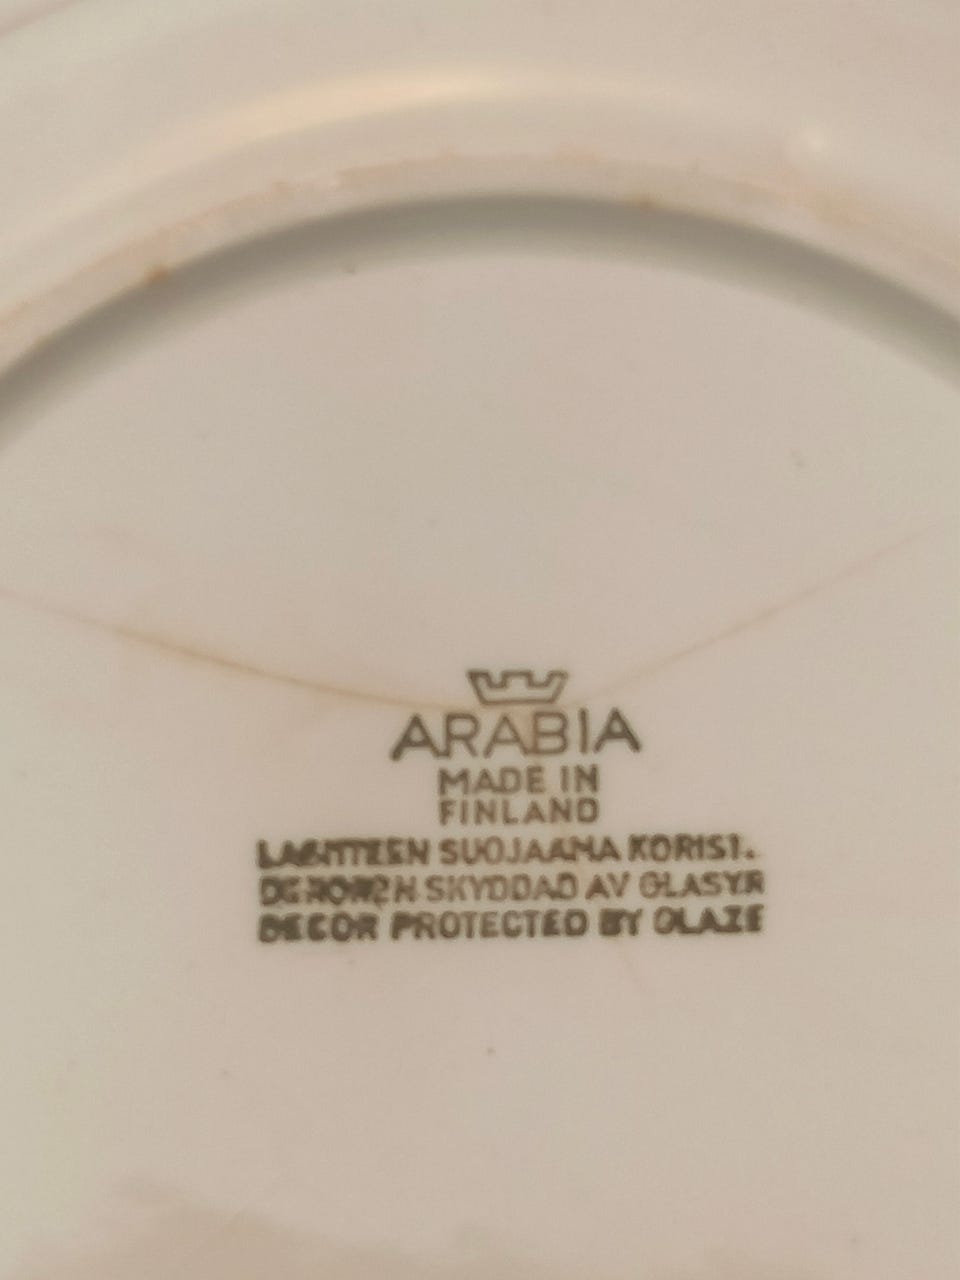 ARABIA
MADE IN
FINLAND
LASITTEEN SUOJAAMA KORIST.
DEKOREN SKYDDAD AV GLASYR
DECOR PROTECTED BY GLAZE